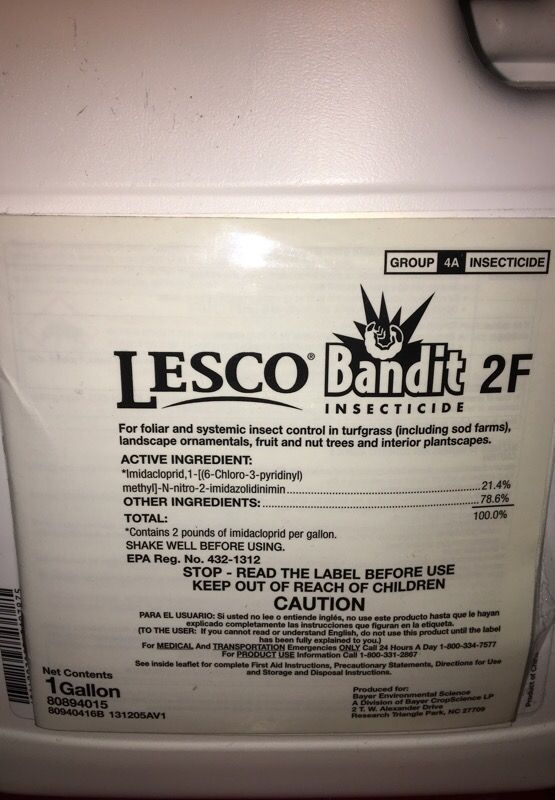 GROUP 4A INSECTICIDE
LESCO® Bandit 2F
INSECTICIDE
For foliar and systemic insect control in turfgrass (including sod farms),
landscape ornamentals, fruit and nut trees and interior plantscapes.
ACTIVE INGREDIENT:
*Imidacloprid,1-[(6-Chloro-3-pyridinyl)
methyl]-N-nitro-2-imidazolidinimin.....21.4%
OTHER INGREDIENTS:.....78.6%
TOTAL: 100.0%
*Contains 2 pounds of imidacloprid per gallon.
SHAKE WELL BEFORE USING.
EPA Reg. No. 432-1312
STOP - READ THE LABEL BEFORE USE
KEEP OUT OF REACH OF CHILDREN
CAUTION
PARA EL USUARIO: Si usted no lee o entiende inglés, no use este producto hasta que le hayan
explicado completamente las instrucciones que figuran en la etiqueta.
(TO THE USER: If you cannot read or understand English, do not use this product until the label
has been fully explained to you.)
For MEDICAL And TRANSPORTATION Emergencies ONLY Call 24 Hours A Day 1-800-334-7577
For PRODUCT USE Information Call 1-800-331-2867
See inside leaflet for complete First Aid Instructions, Precautionary Statements, Directions for Use
and Storage and Disposal Instructions.
Net Contents
1 Gallon
80894015
80940416B 131205AV1
Produced for:
Bayer Environmental Science
A Division of Bayer CropScience LP
2 T. W. Alexander Drive
Research Triangle Park, NC 27709
Product of